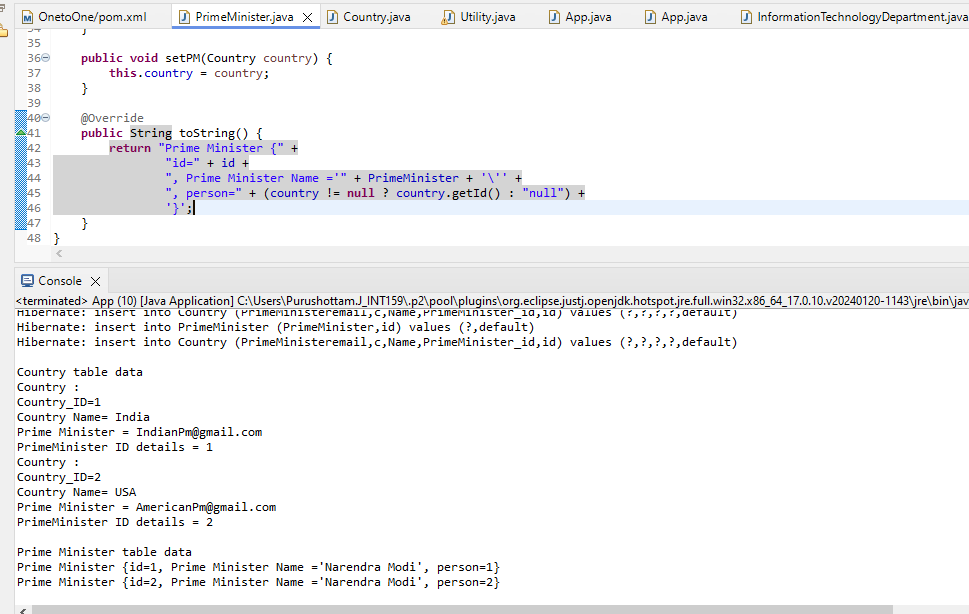 OnetoOne/pom.xml PrimeMinister.java Country.java Utility.java App.java App.java InformationTechnologyDepartment.java
34 }
35
36 public void setPM(Country country) {
37 this.country = country;
38 }
39
40 @Override
41 public String toString() {
42 return "Prime Minister {" +
43 "id=" + id +
44 ", Prime Minister Name ='" + PrimeMinister + '\'' +
45 ", person=" + (country != null ? country.getId() : "null") +
46 '}';
47 }
48 }
Console
<terminated> App (10) [Java Application] C:\Users\Purushottam.J_INT159\.p2\pool\plugins\org.eclipse.justj.openjdk.hotspot.jre.full.win32.x86_64_17.0.10.v20240120-1143\jre\bin\jav
Hibernate: insert into Country (PrimeMinisteremail,c,Name,PrimeMinister_id,id) values (?,?,?,?,default)
Hibernate: insert into PrimeMinister (PrimeMinister,id) values (?,default)
Hibernate: insert into Country (PrimeMinisteremail,c,Name,PrimeMinister_id,id) values (?,?,?,?,default)
Country table data
Country :
Country_ID=1
Country Name= India
Prime Minister = IndianPm@gmail.com
PrimeMinister ID details = 1
Country :
Country_ID=2
Country Name= USA
Prime Minister = AmericanPm@gmail.com
PrimeMinister ID details = 2
Prime Minister table data
Prime Minister {id=1, Prime Minister Name ='Narendra Modi', person=1}
Prime Minister {id=2, Prime Minister Name ='Narendra Modi', person=2}